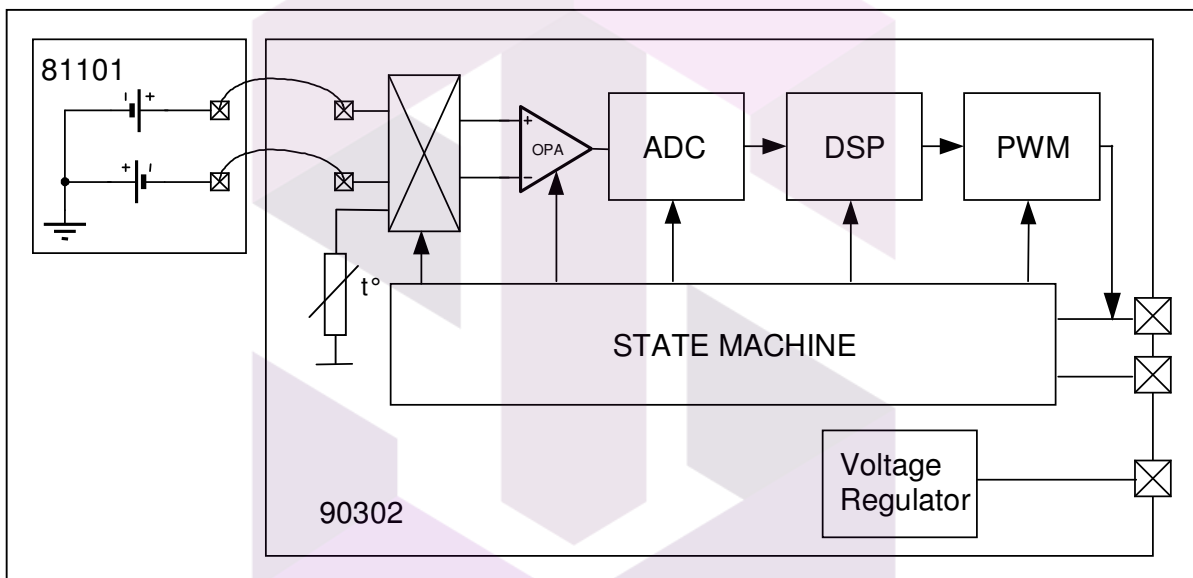 81101
+
+
+
−
OPA
ADC
DSP
PWM
t°
STATE MACHINE
Voltage
Regulator
90302